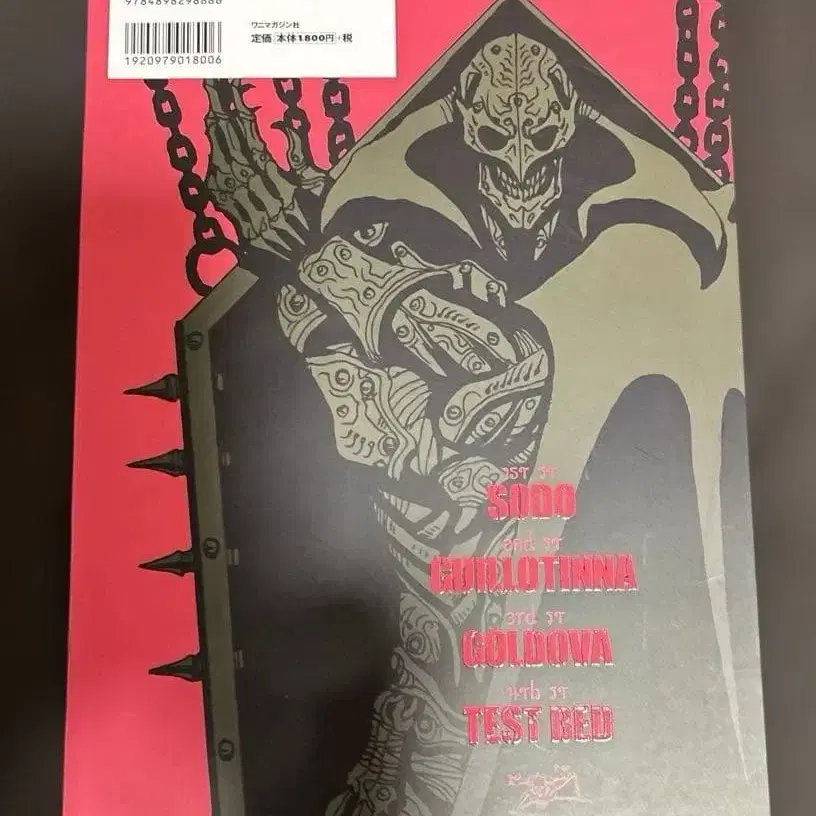 9784898298886
1920979018006
ワニマガジン社
定価 本体1.800円+税
1ST ST
SODO
2nd ST
GUILLOTINNA
3rd ST
GOLDOVA
4th ST
TEST BED